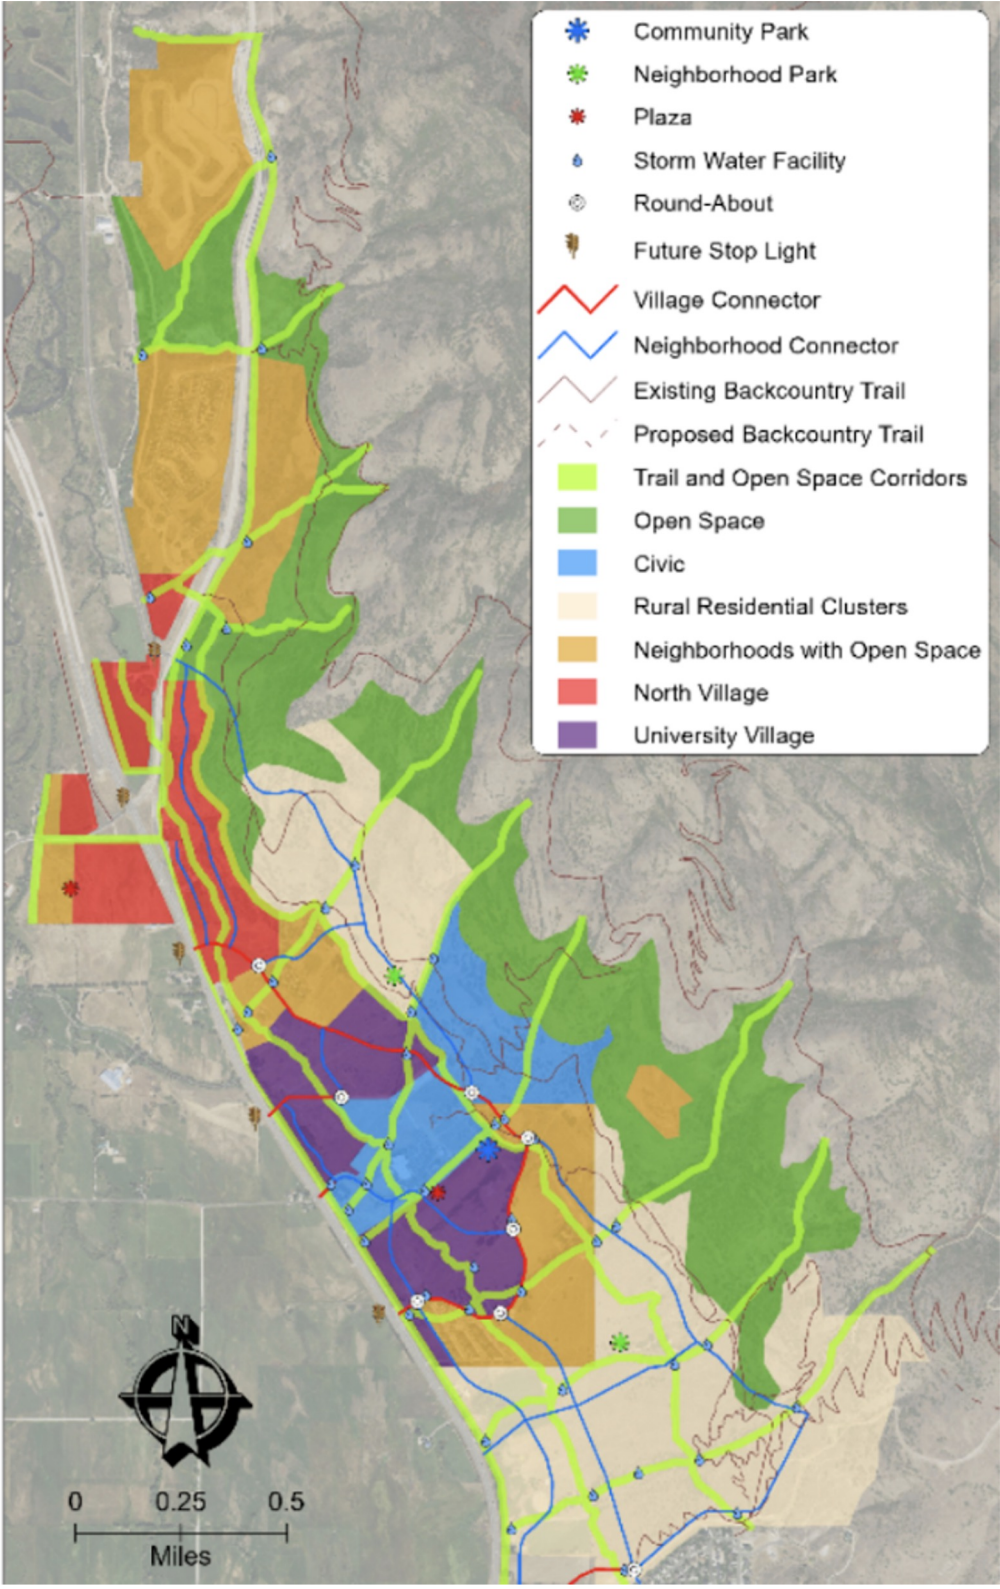 Community Park
Neighborhood Park
Plaza
Storm Water Facility
Round-About
Future Stop Light
Village Connector
Neighborhood Connector
Existing Backcountry Trail
Proposed Backcountry Trail
Trail and Open Space Corridors
Open Space
Civic
Rural Residential Clusters
Neighborhoods with Open Space
North Village
University Village
N
0 0.25 0.5
Miles